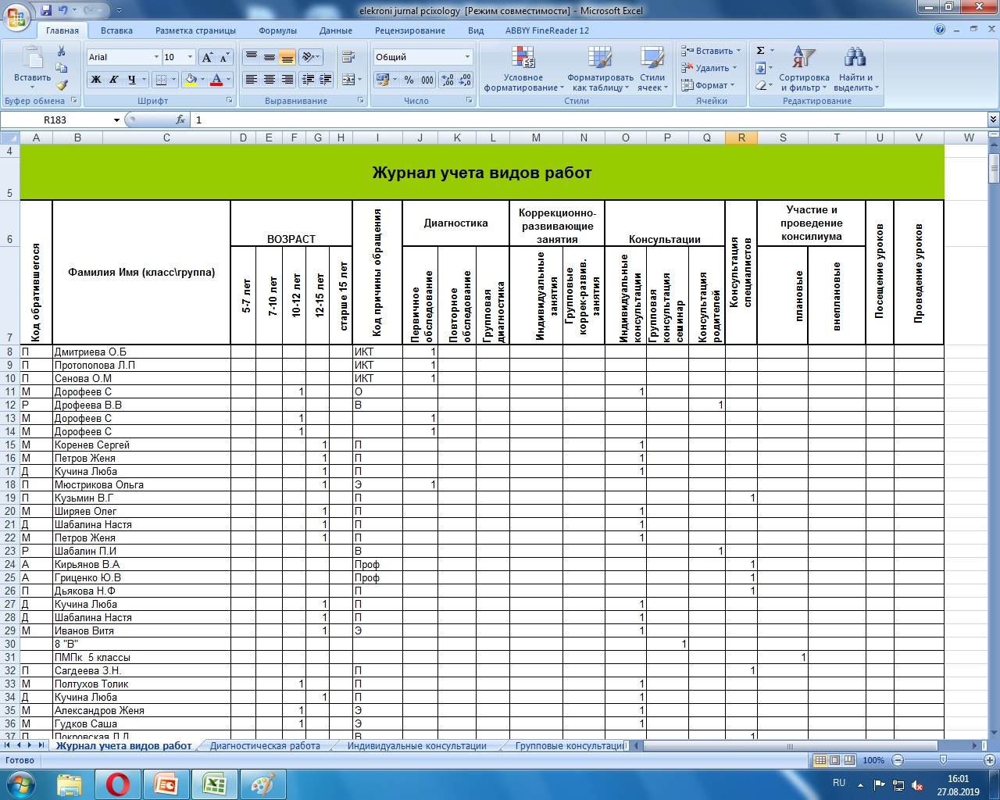 elekroni jurnal pcixology [Режим совместимости] - Microsoft Excel
Главная Вставка Разметка страницы Формулы Данные Рецензирование Вид ABBYY FineReader 12
Вставить
Буфер обмена
Arial 10
Ж К Ч
Шрифт
Выравнивание
Общий
% 000
Число
Условное форматирование
Форматировать как таблицу
Стили ячеек
Стили
Вставить
Удалить
Формат
Ячейки
Σ
Сортировка и фильтр
Найти и выделить
Редактирование
R183 fx 1
A B C D E F G H I J K L M N O P Q R S T U V W
4
5 Журнал учета видов работ
6
7
Код обратившегося
Фамилия Имя (класс\группа)
ВОЗРАСТ
5-7 лет
7-10 лет
10-12 лет
12-15 лет
старше 15 лет
Код причины обращения
Диагностика
Первичное обследование
Повторное обследование
Групповая диагностика
Коррекционно-развивающие занятия
Индивидуальные занятия
Групповые коррек-развив. занятия
Консультации
Индивидуальные консультации
Групповая консультация семинар
Консультация родителей
Консультация специалистов
Участие и проведение консилиума
плановые
внеплановые
Посещение уроков
Проведение уроков
8 П Дмитриева О.Б ИКТ 1
9 П Протопопова Л.П ИКТ 1
10 П Сенова О.М ИКТ 1
11 М Дорофеев С 1 О 1
12 Р Дрофеева В.В В 1
13 М Дорофеев С 1 1
14 М Дорофеев С 1 1
15 М Коренев Сергей 1 П 1
16 М Петров Женя 1 П 1
17 Д Кучина Люба 1 П 1
18 П Мюстрикова Ольга 1 Э 1
19 П Кузьмин В.Г П 1
20 М Ширяев Олег 1 П 1
21 Д Шабалина Настя 1 П 1
22 М Петров Женя 1 П 1
23 Р Шабалин П.И В 1
24 А Кирьянов В.А Проф 1
25 А Гриценко Ю.В Проф 1
26 П Дьякова Н.Ф П 1
27 Д Кучина Люба 1 П 1
28 Д Шабалина Настя 1 П 1
29 М Иванов Витя 1 Э 1
30 8 "В" 1
31 ПМПк 5 классы 1
32 П Сагдеева З.Н. П 1
33 М Полтухов Толик 1 П 1
34 Д Кучина Люба 1 П 1
35 М Александров Женя 1 Э 1
36 М Гудков Саша 1 Э 1
37 П Покровская В 1
Журнал учета видов работ Диагностическая работа Индивидуальные консультации Групповые консультации
Готово 100%
RU 16:01
27.08.2019